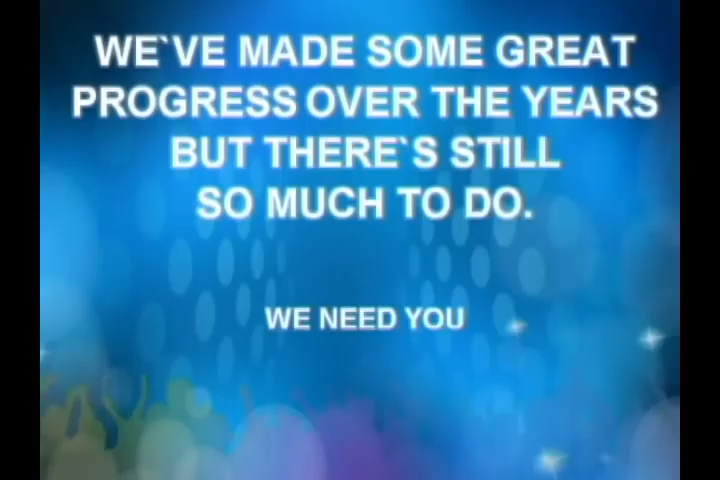 WE`VE MADE SOME GREAT
PROGRESS OVER THE YEARS
BUT THERE`S STILL
SO MUCH TO DO.
WE NEED YOU